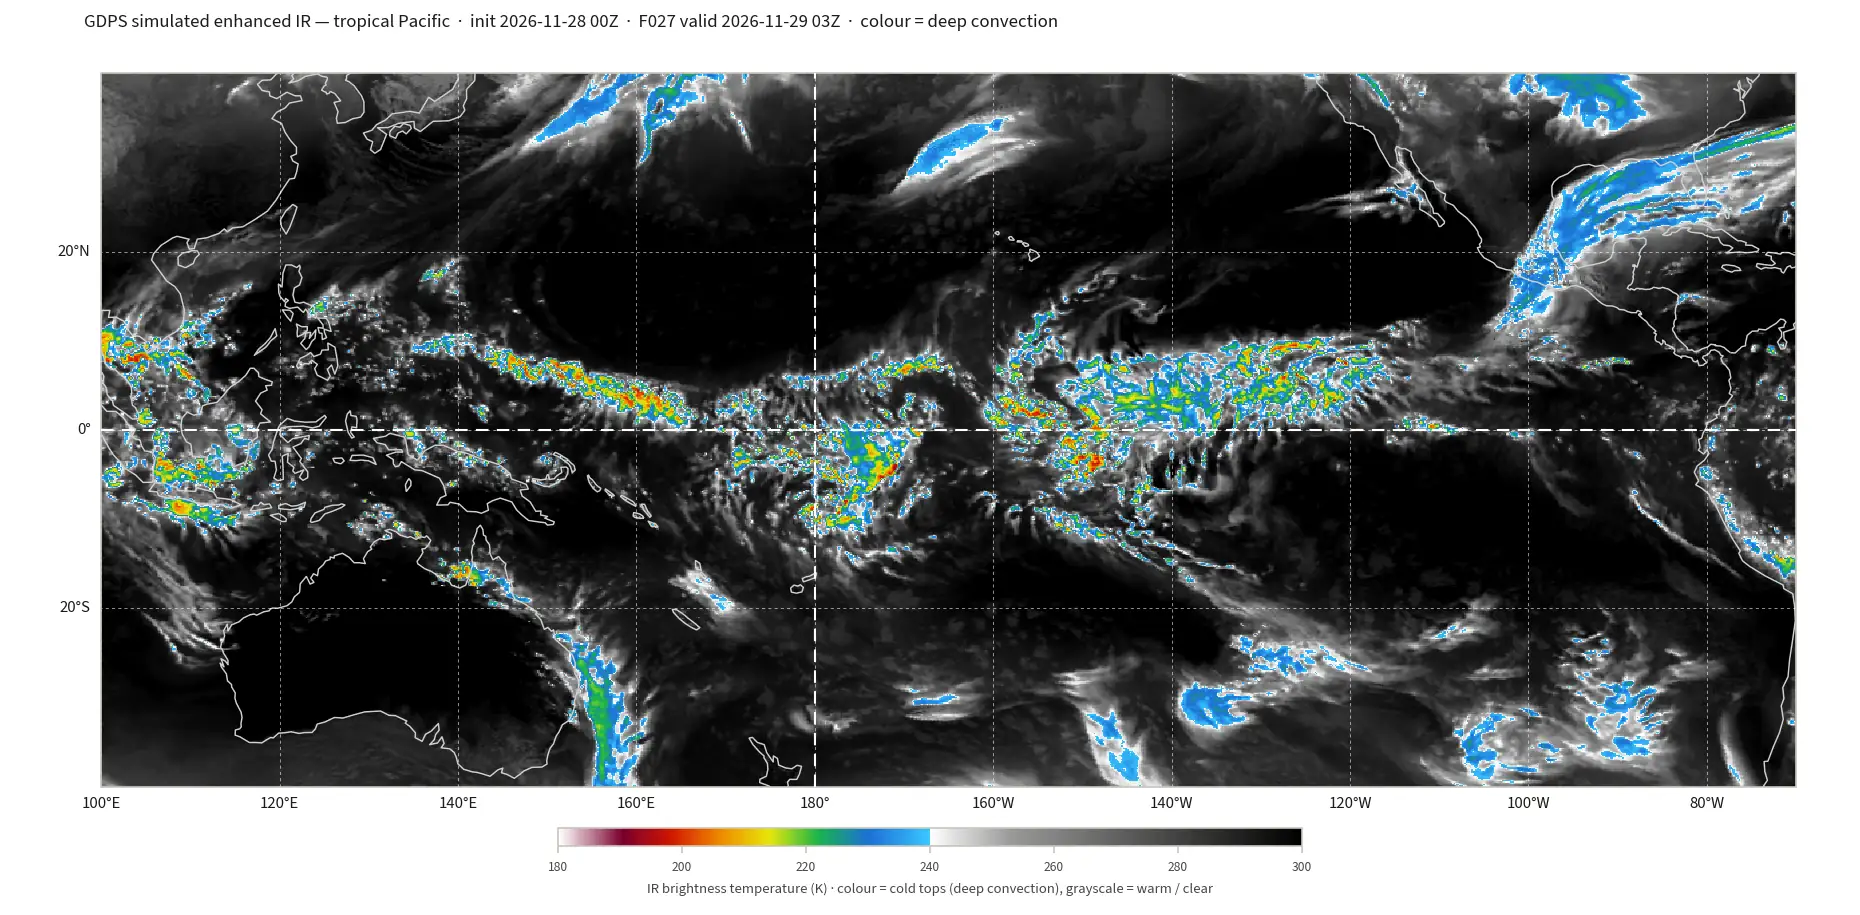 GDPS simulated enhanced IR — tropical Pacific · init 2026-11-28 00Z · F027 valid 2026-11-29 03Z · colour = deep convection
20°N
0°
20°S
100°E 120°E 140°E 160°E 180° 160°W 140°W 120°W 100°W 80°W
180 200 220 240 260 280 300
IR brightness temperature (K) · colour = cold tops (deep convection), grayscale = warm / clear